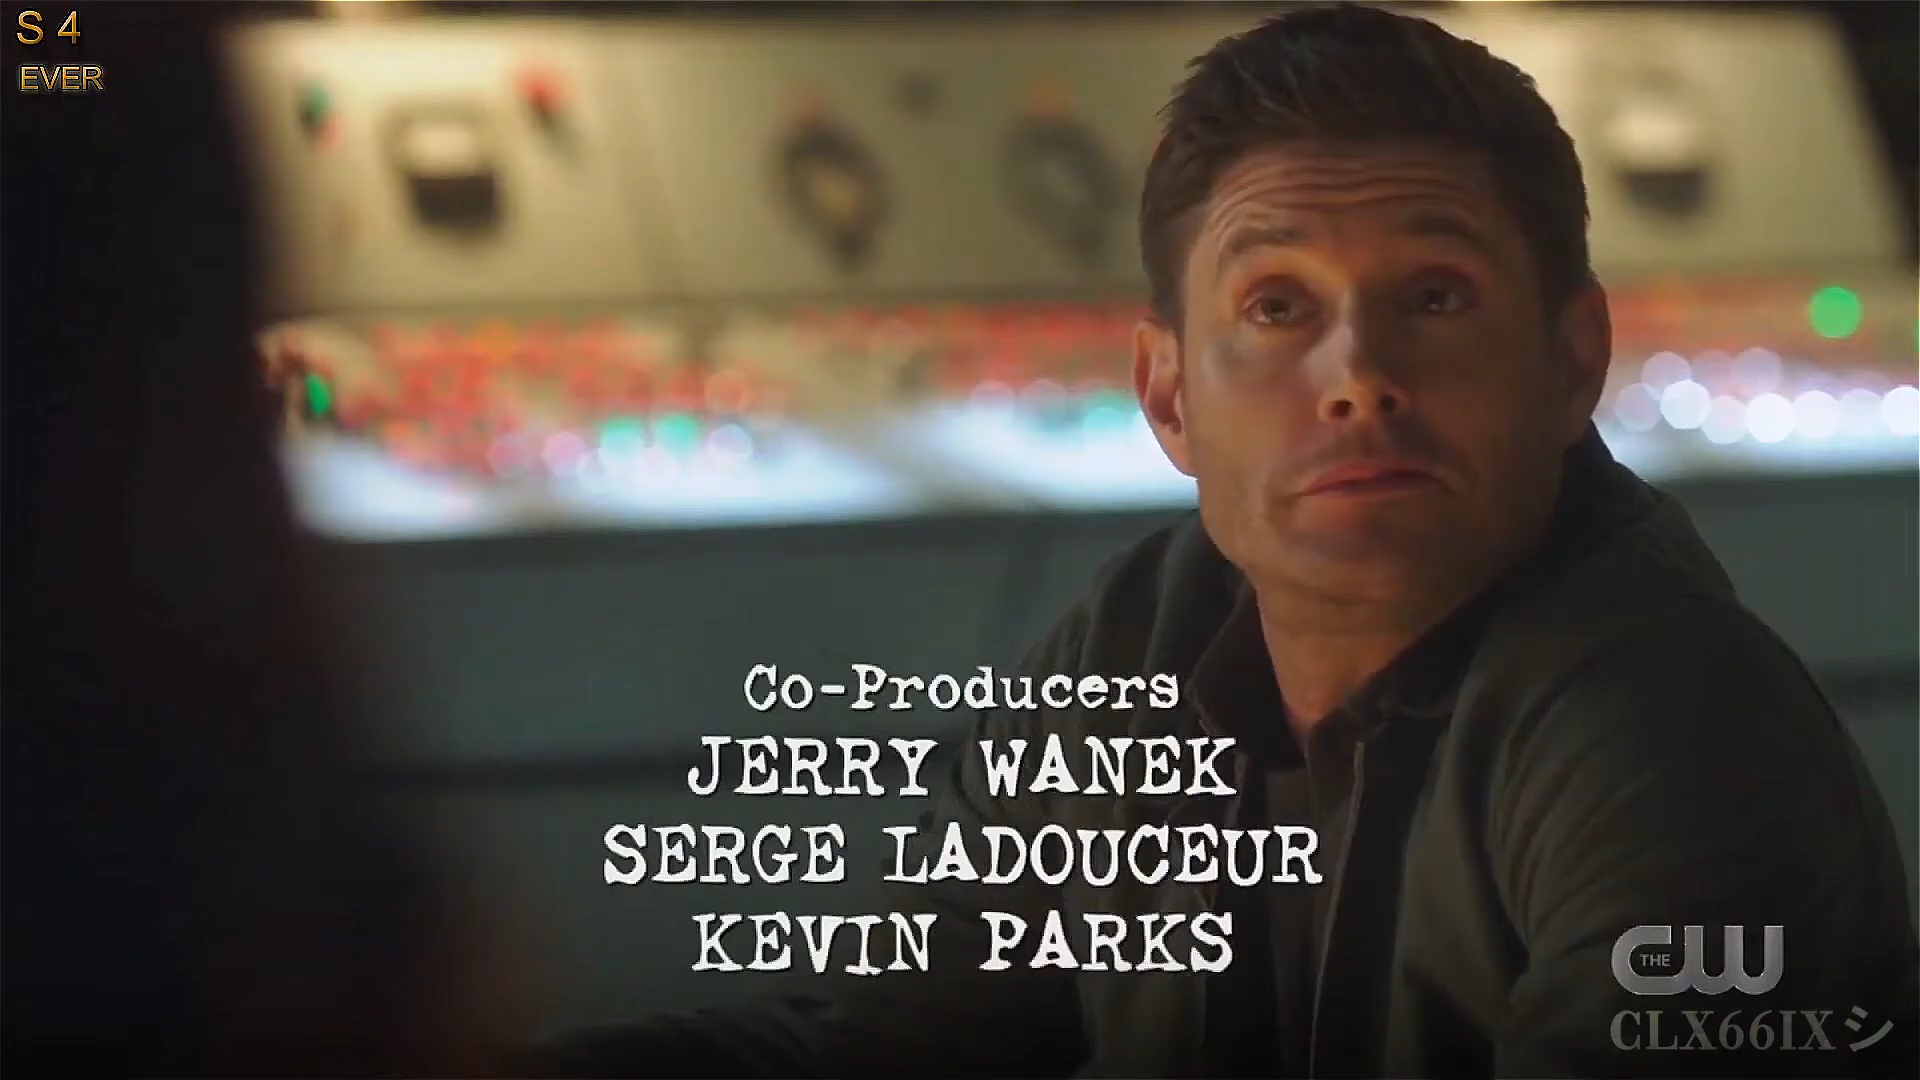 S 4
EVER
Co-Producers
JERRY WANEK
SERGE LADOUCEUR
KEVIN PARKS
THE CW
CLX66IXシ